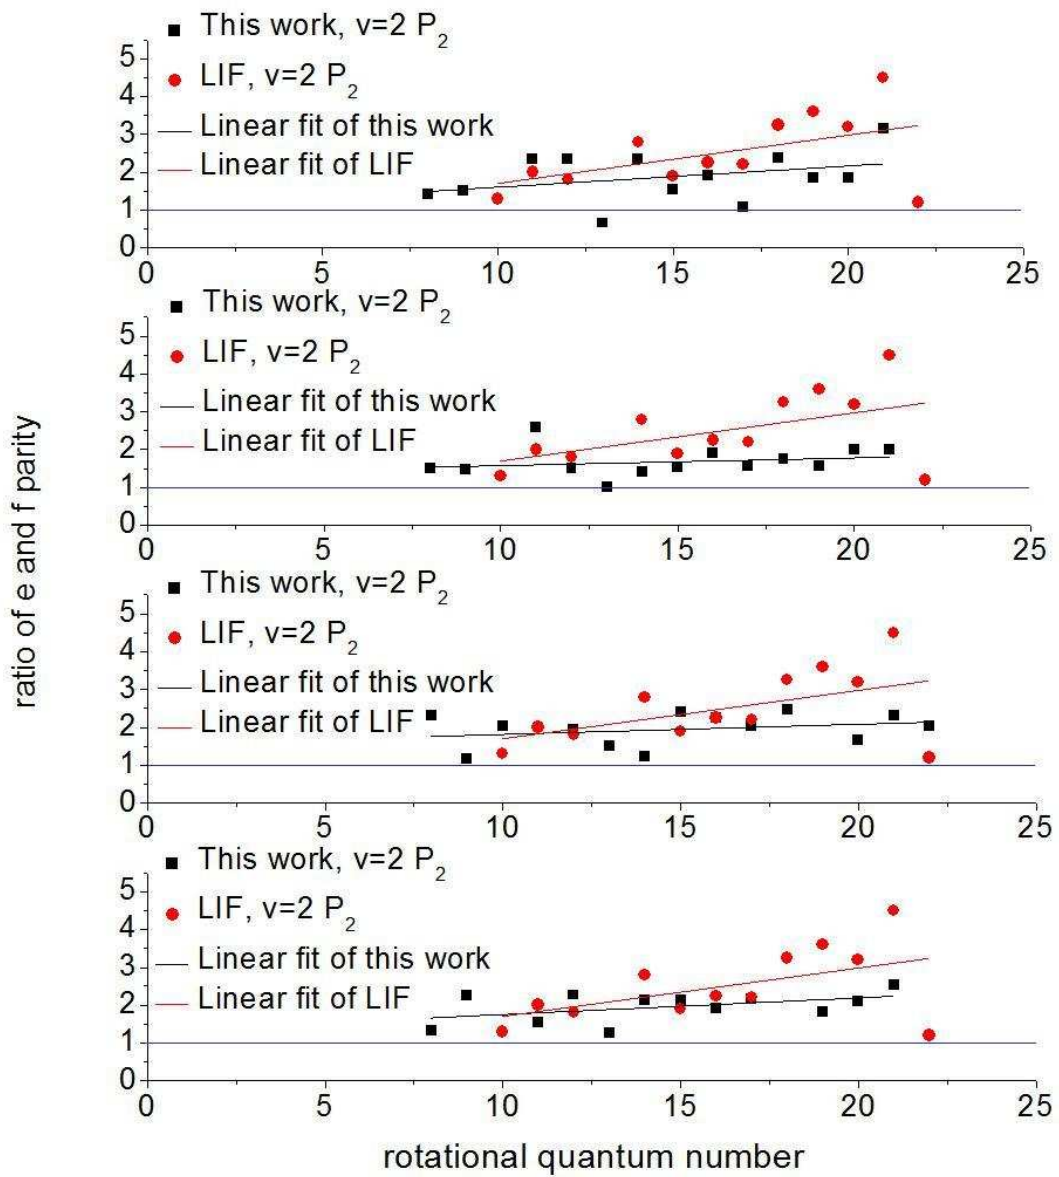 This work, v=2 P2
LIF, v=2 P2
Linear fit of this work
Linear fit of LIF
5
4
3
2
1
0
0 5 10 15 20 25
This work, v=2 P2
LIF, v=2 P2
Linear fit of this work
Linear fit of LIF
5
4
3
2
1
0
0 5 10 15 20 25
This work, v=2 P2
LIF, v=2 P2
Linear fit of this work
Linear fit of LIF
5
4
3
2
1
0
0 5 10 15 20 25
This work, v=2 P2
LIF, v=2 P2
Linear fit of this work
Linear fit of LIF
5
4
3
2
1
0
0 5 10 15 20 25
ratio of e and f parity
rotational quantum number